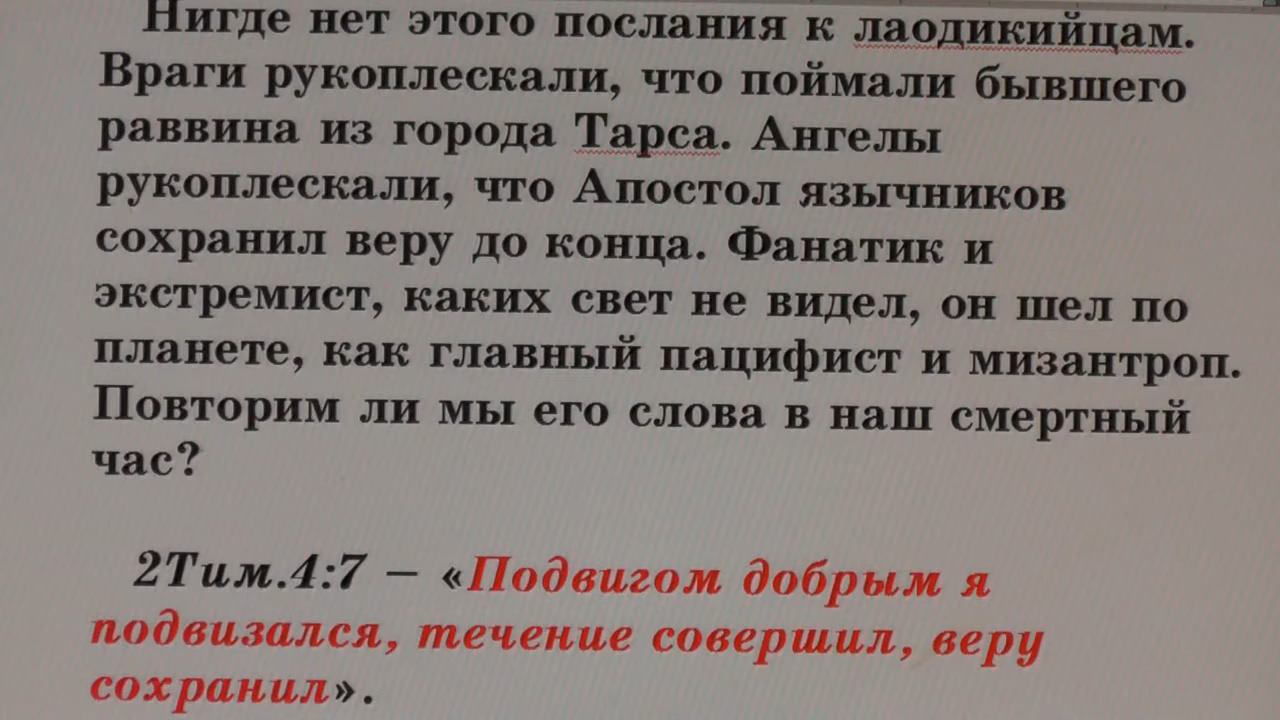 Нигде нет этого послания к лаодикийцам.
Враги рукоплескали, что поймали бывшего
раввина из города Тарса. Ангелы
рукоплескали, что Апостол язычников
сохранил веру до конца. Фанатик и
экстремист, каких свет не видел, он шел по
планете, как главный пацифист и мизантроп.
Повторим ли мы его слова в наш смертный
час?
2Тим.4:7 – «Подвигом добрым я
подвизался, течение совершил, веру
сохранил».